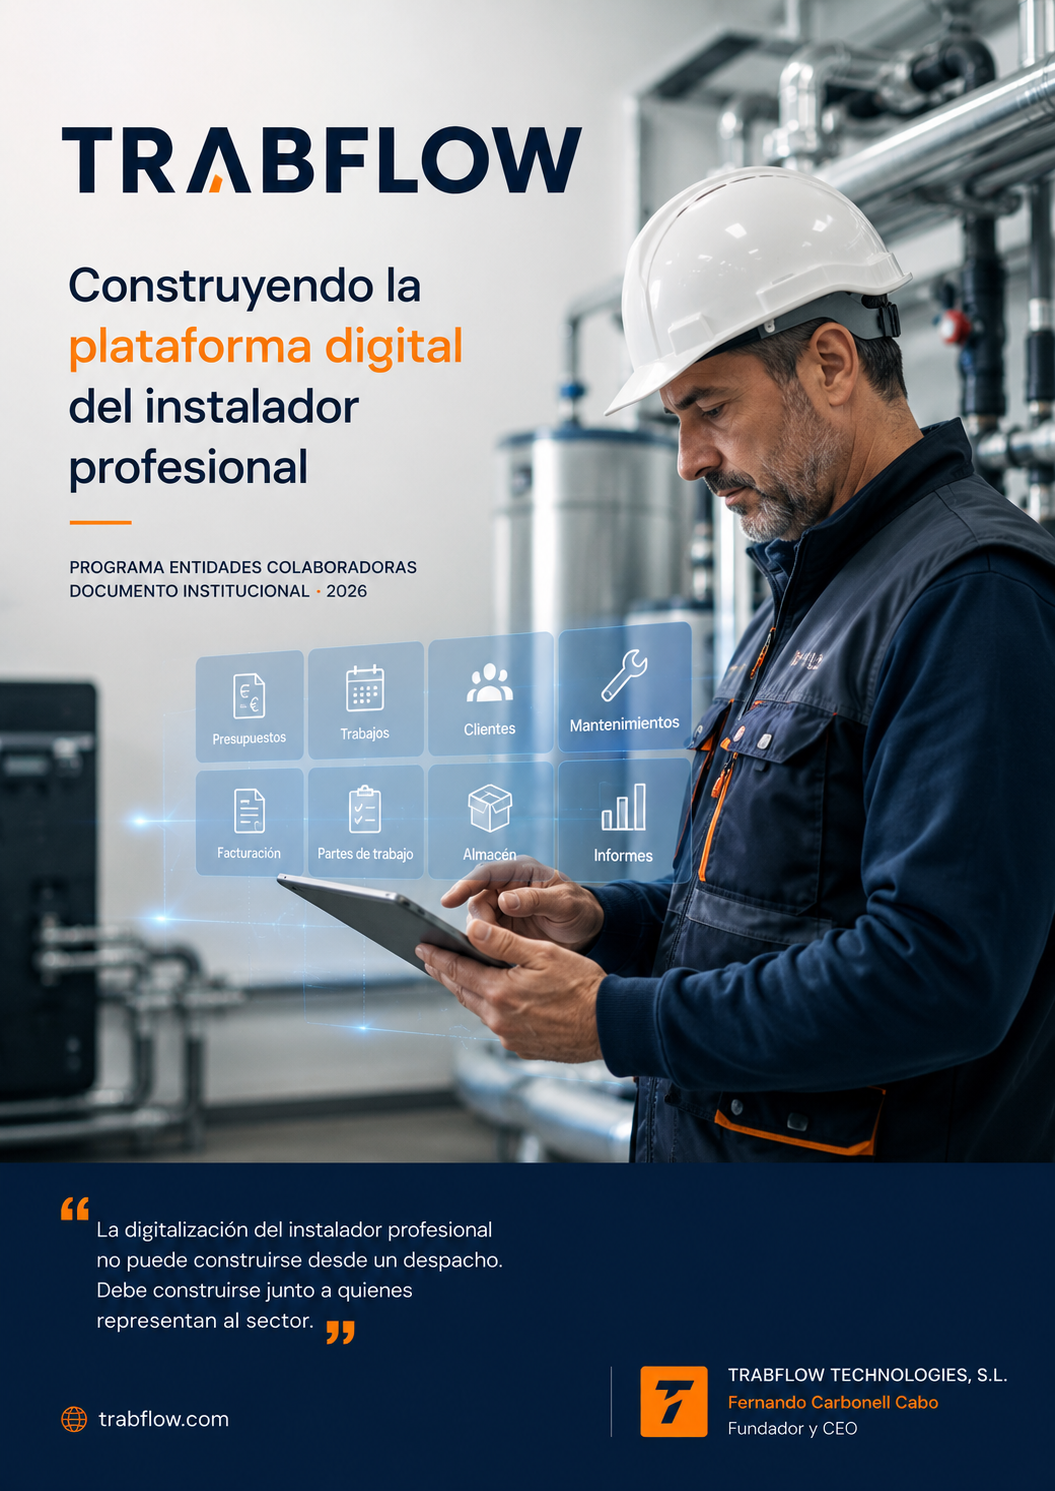 TRABFLOW
Construyendo la
plataforma digital
del instalador
profesional
PROGRAMA ENTIDADES COLABORADORAS
DOCUMENTO INSTITUCIONAL · 2026
Presupuestos
Trabajos
Clientes
Mantenimientos
Facturación
Partes de trabajo
Almacén
Informes
“La digitalización del instalador profesional
no puede construirse desde un despacho.
Debe construirse junto a quienes
representan al sector.”
trabflow.com
TRABFLOW TECHNOLOGIES, S.L.
Fernando Carbonell Cabo
Fundador y CEO